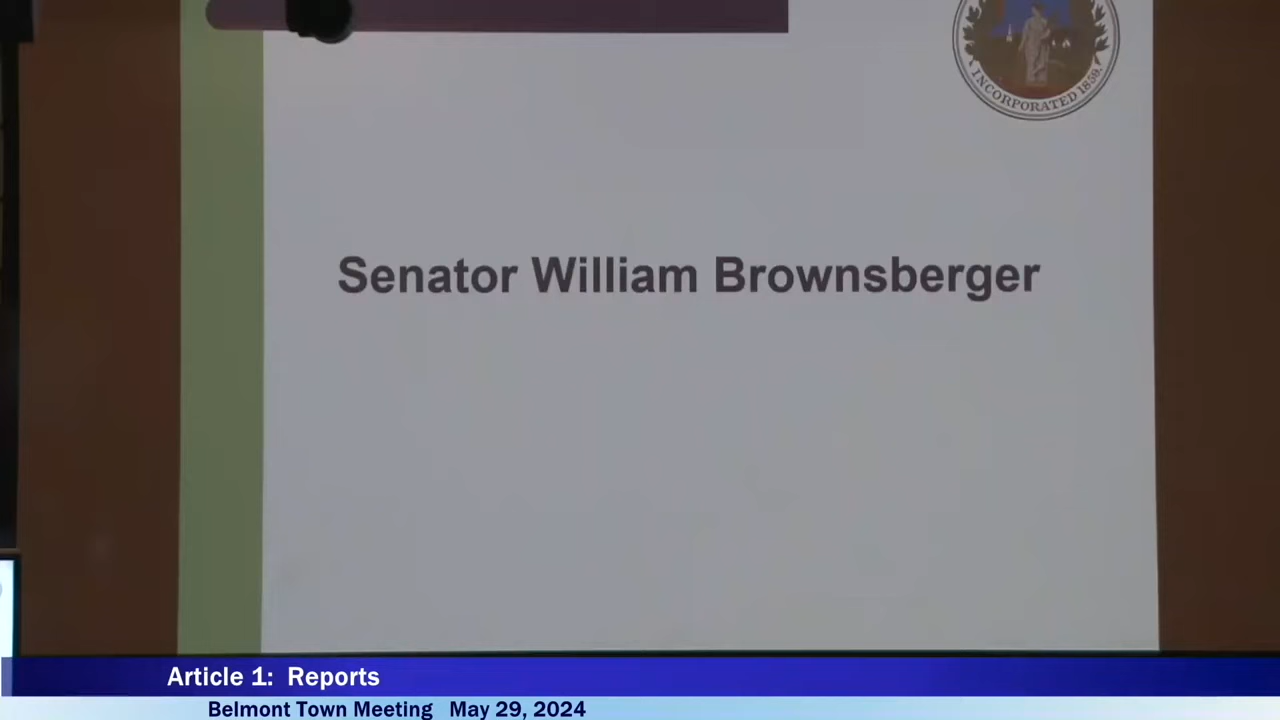 INCORPORATED 1859.
Senator William Brownsberger
Article 1: Reports
Belmont Town Meeting May 29, 2024